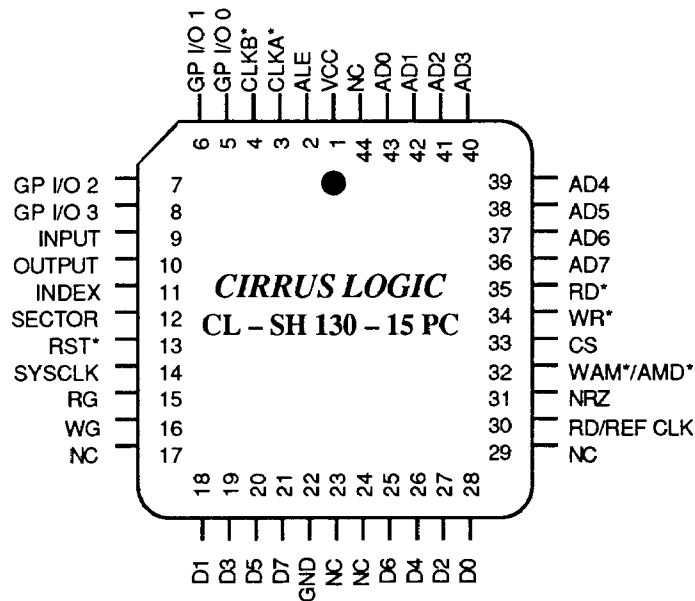 GP I/O 1
GP I/O 0
CLKB*
CLKA*
ALE
VCC
NC
AD0
AD1
AD2
AD3
6 5 4 3 2 1 44 43 42 41 40
GP I/O 2 7
GP I/O 3 8
INPUT 9
OUTPUT 10
INDEX 11
SECTOR 12
RST* 13
SYSCLK 14
RG 15
WG 16
NC 17
CIRRUS LOGIC
CL – SH 130 – 15 PC
39 AD4
38 AD5
37 AD6
36 AD7
35 RD*
34 WR*
33 CS
32 WAM*/AMD*
31 NRZ
30 RD/REF CLK
29 NC
18 19 20 21 22 23 24 25 26 27 28
D1
D3
D5
D7
GND
NC
NC
D6
D4
D2
D0